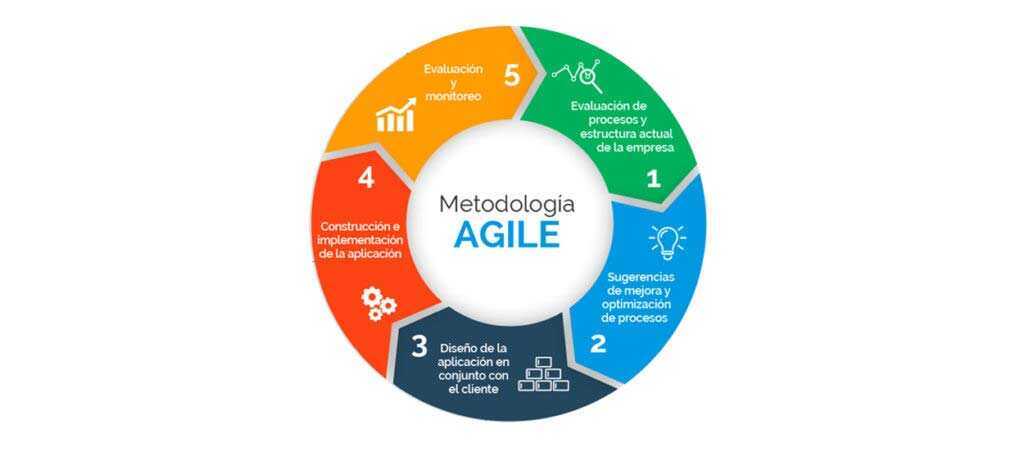 Metodología
AGILE
Evaluación de
procesos y
estructura actual
de la empresa
1
Sugerencias
de mejora y
optimización
de procesos
2
3
Diseño de la
aplicación en
conjunto con
el cliente
4
Construcción e
implementación
de la aplicación
5
Evaluación
y
monitoreo